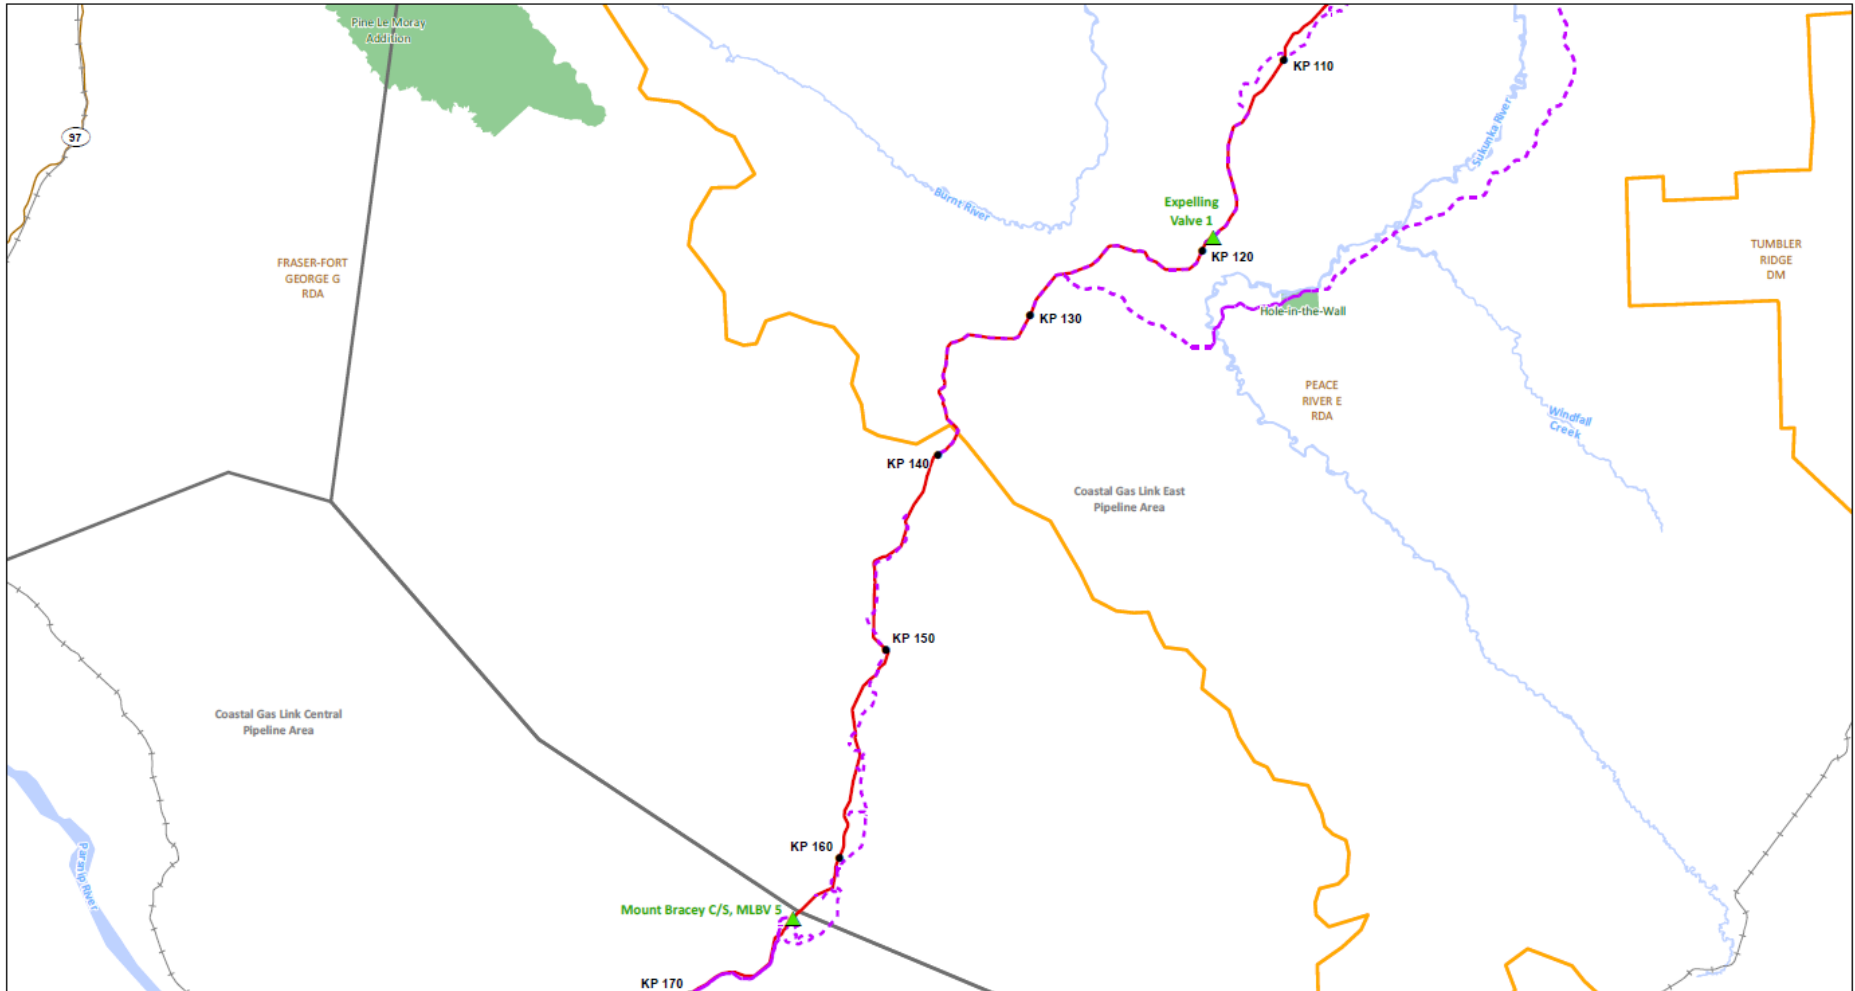 Pine Le Moray
Addition
97
KP 110
Sukunka River
Burnt River
Expelling
Valve 1
KP 120
FRASER-FORT
GEORGE G
RDA
TUMBLER
RIDGE
DM
Hole-in-the-Wall
KP 130
PEACE
RIVER E
RDA
Windfall
Creek
KP 140
Coastal Gas Link East
Pipeline Area
KP 150
Coastal Gas Link Central
Pipeline Area
KP 160
Parsnip River
Mount Bracey C/S, MLBV 5
KP 170